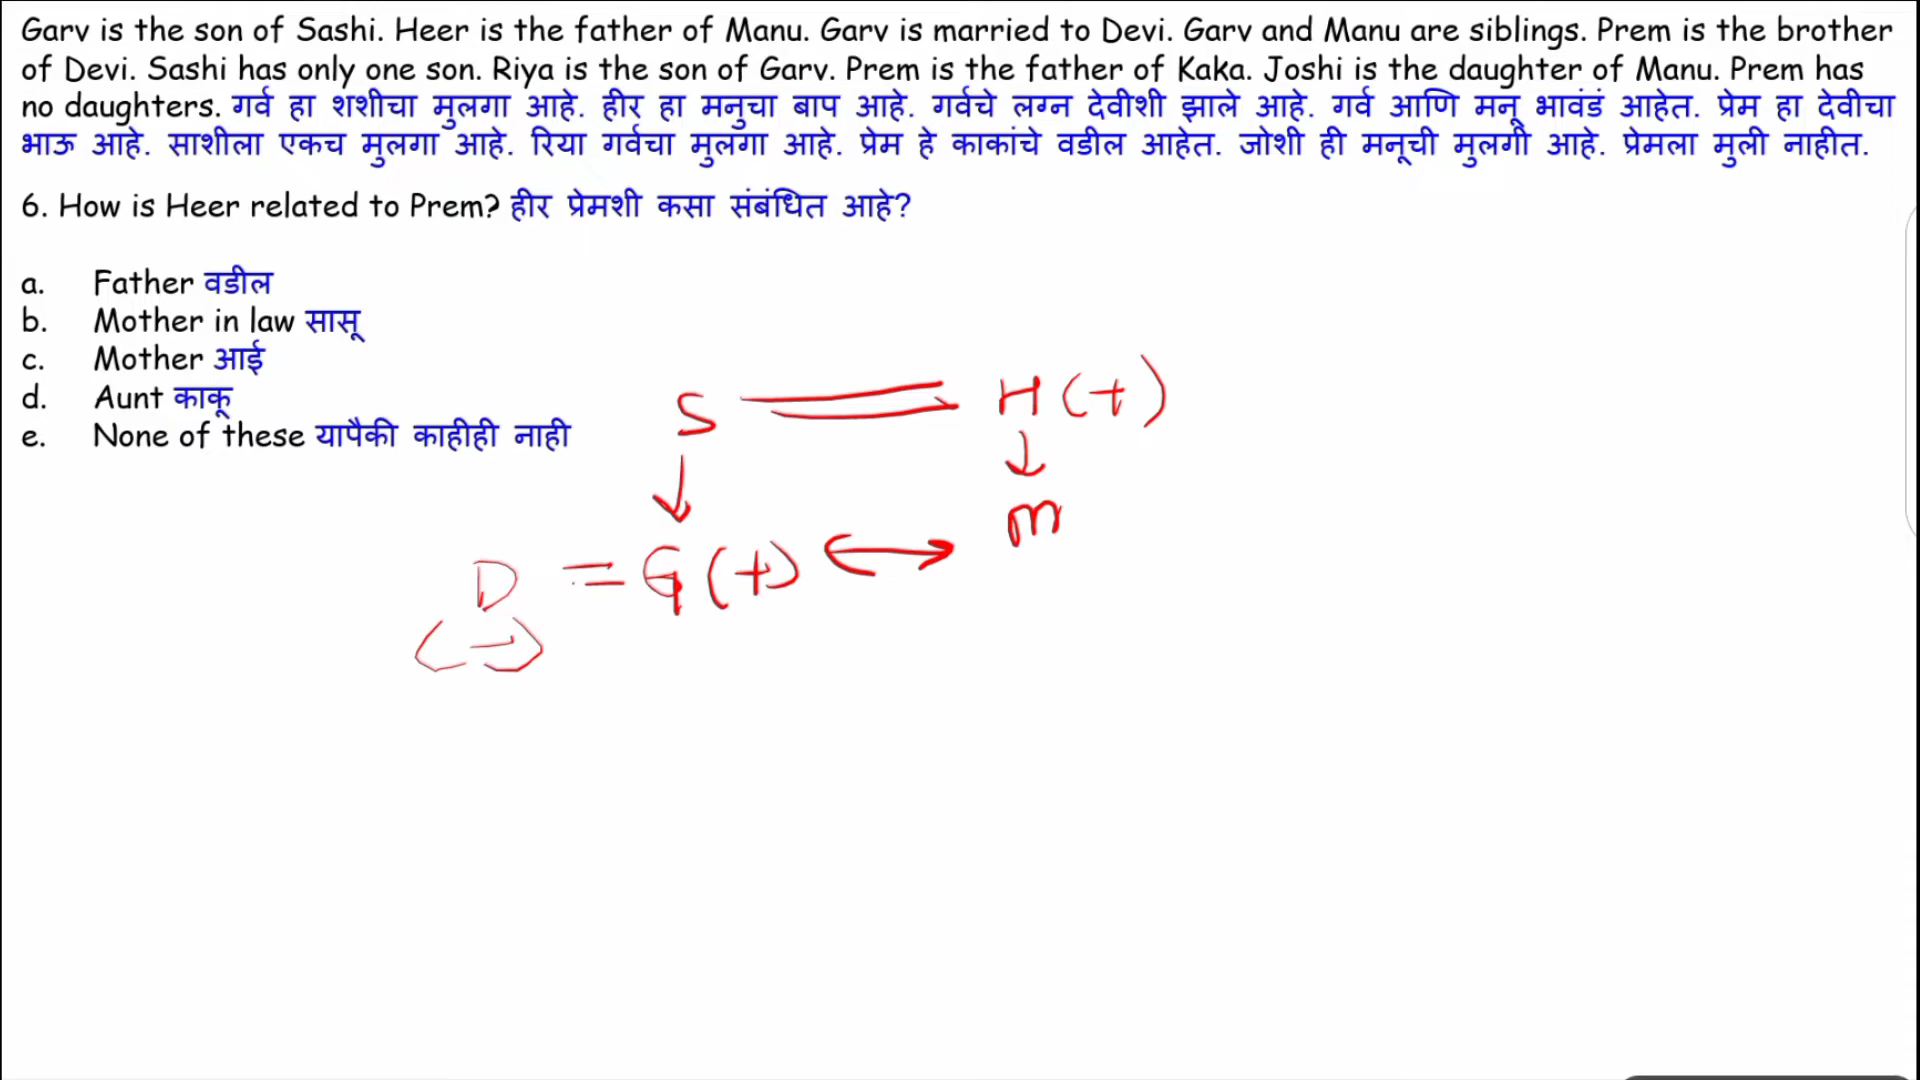 Garv is the son of Sashi. Heer is the father of Manu. Garv is married to Devi. Garv and Manu are siblings. Prem is the brother
of Devi. Sashi has only one son. Riya is the son of Garv. Prem is the father of Kaka. Joshi is the daughter of Manu. Prem has
no daughters. गर्व हा शशीचा मुलगा आहे. हीर हा मनुचा बाप आहे. गर्वचे लग्न देवीशी झाले आहे. गर्व आणि मनू भावंडं आहेत. प्रेम हा देवीचा
भाऊ आहे. साशीला एकच मुलगा आहे. रिया गर्वचा मुलगा आहे. प्रेम हे काकांचे वडील आहेत. जोशी ही मनूची मुलगी आहे. प्रेमला मुली नाहीत.
6. How is Heer related to Prem? हीर प्रेमशी कसा संबंधित आहे?
a. Father वडील
b. Mother in law सासू
c. Mother आई
d. Aunt काकू
e. None of these यापैकी काहीही नाही
S = H (+)
↓ ↓
m
D = G (+) ↔
(-)